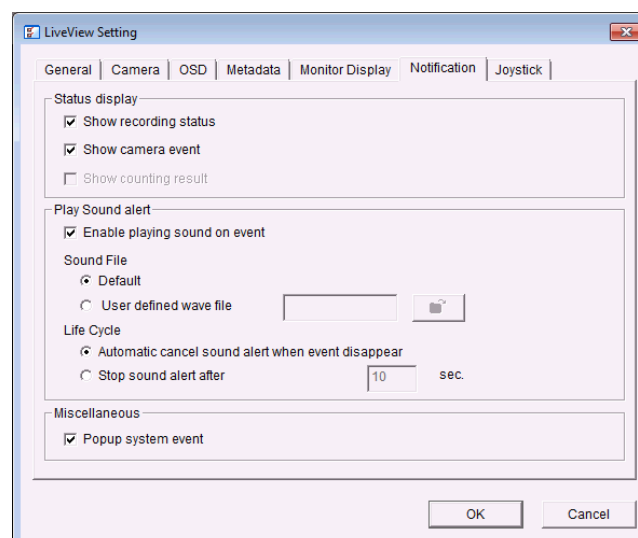 LiveView Setting
General Camera OSD Metadata Monitor Display Notification Joystick
Status display
Show recording status
Show camera event
Show counting result
Play Sound alert
Enable playing sound on event
Sound File
Default
User defined wave file
Life Cycle
Automatic cancel sound alert when event disappear
Stop sound alert after 10 sec.
Miscellaneous
Popup system event
OK Cancel